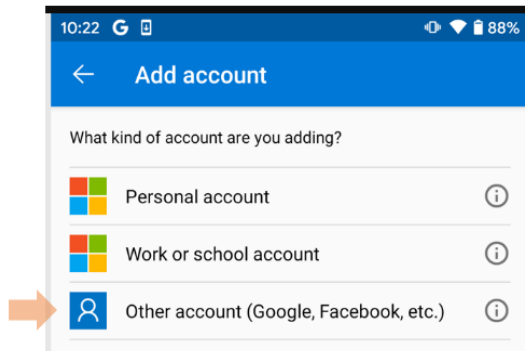 10:22 G 88%
Add account
What kind of account are you adding?
Personal account
Work or school account
Other account (Google, Facebook, etc.)